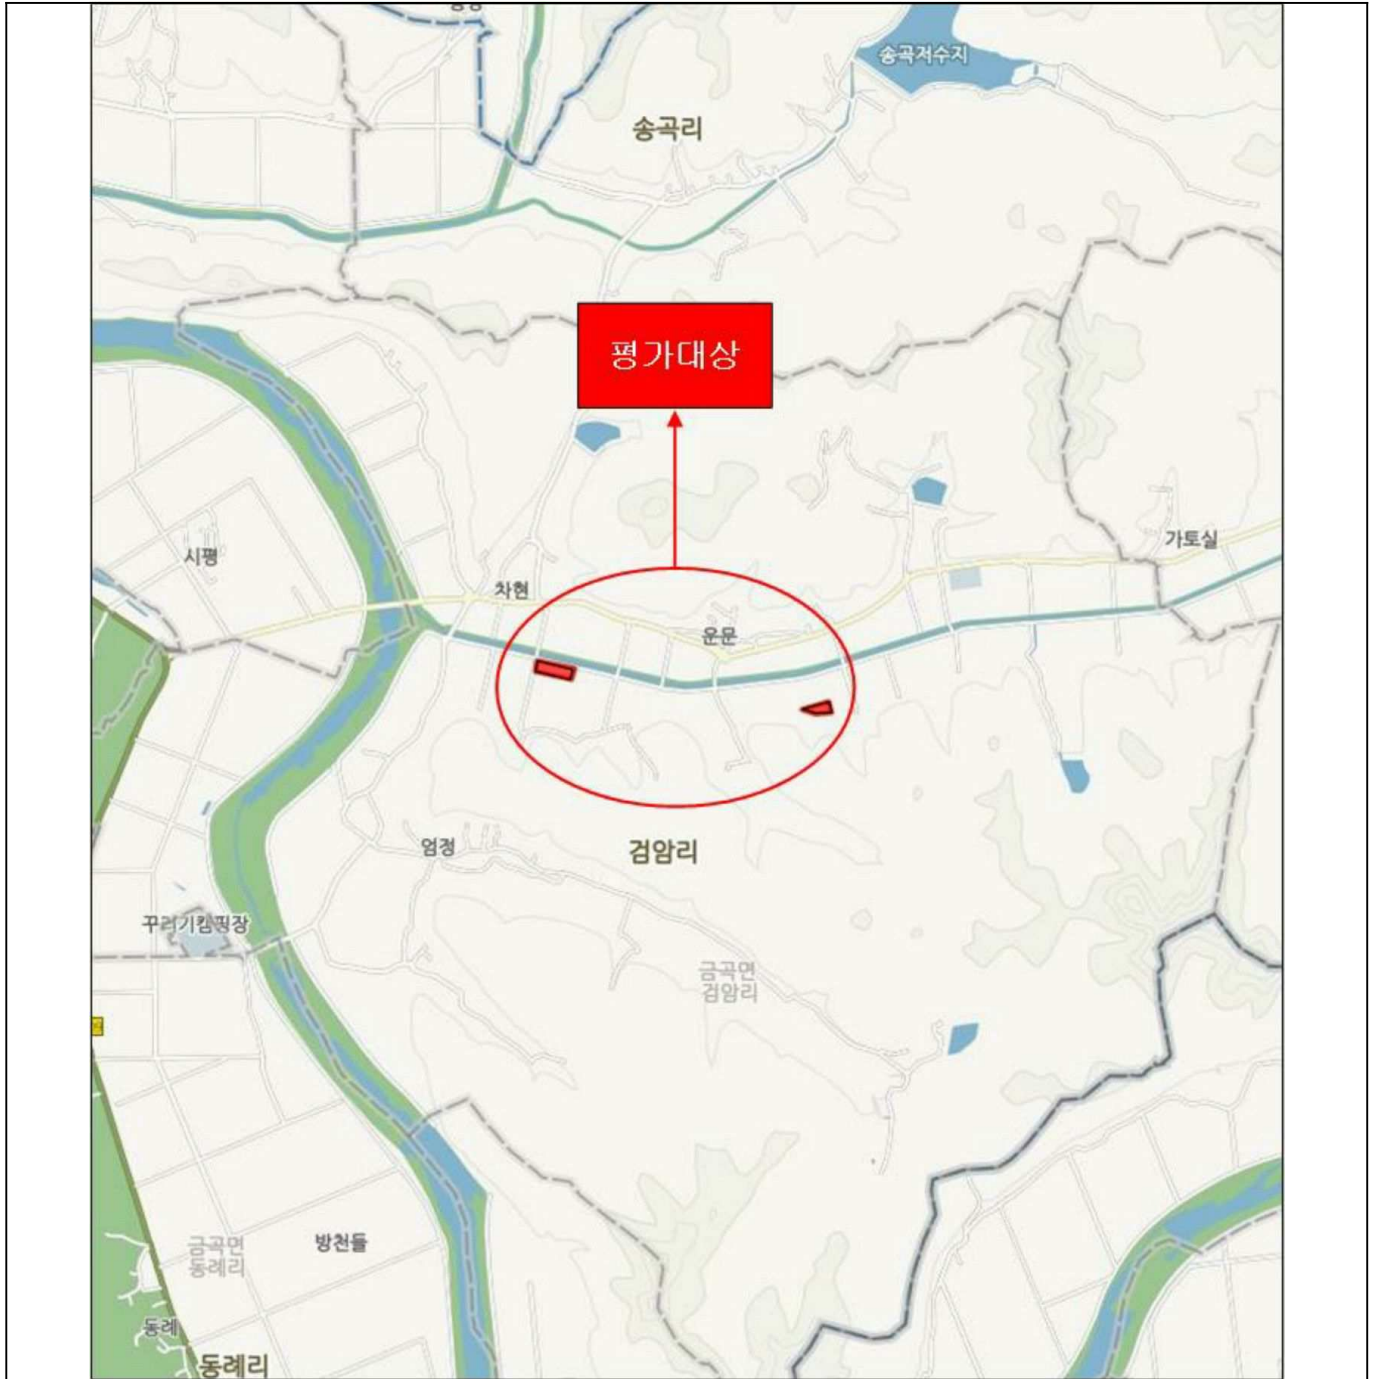 송곡저수지
송곡리
평가대상
시평
가토실
차현
운문
엄정
검암리
꾸러기캠핑장
금곡면
검암리
금곡면
동례리
방천들
동례
동례리